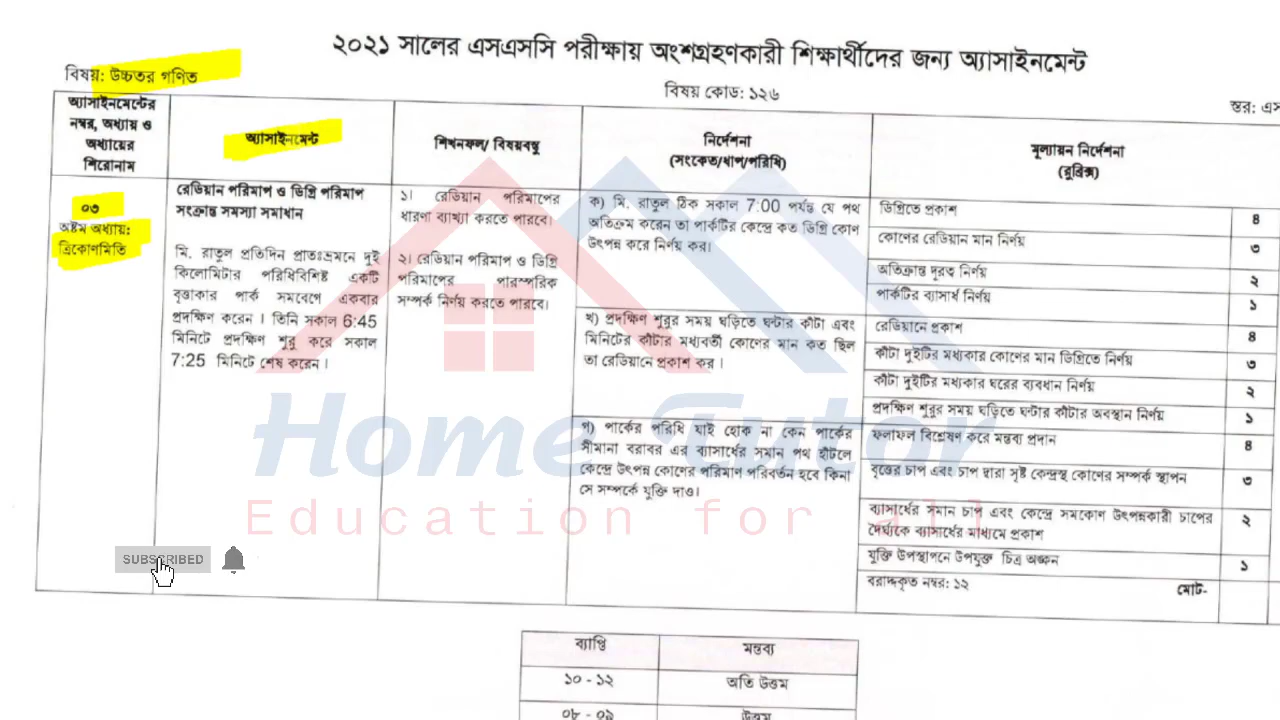 ২০২১ সালের এসএসসি পরীক্ষায় অংশগ্রহণকারী শিক্ষার্থীদের জন্য অ্যাসাইনমেন্ট
বিষয়: উচ্চতর গণিত
বিষয় কোড: ১২৬
স্তর: এস
অ্যাসাইনমেন্টের
নম্বর, অধ্যায় ও
অধ্যায়ের
শিরোনাম
অ্যাসাইনমেন্ট
শিখনফল/ বিষয়বস্তু
নির্দেশনা
(সংকেত/ধাপ/পরিধি)
মূল্যায়ন নির্দেশনা
(রুব্রিক্স)
০৩
অষ্টম অধ্যায়:
ত্রিকোণমিতি
রেডিয়ান পরিমাপ ও ডিগ্রি পরিমাপ
সংক্রান্ত সমস্যা সমাধান
মি. রাতুল প্রতিদিন প্রাতঃভ্রমনে দুই
কিলোমিটার পরিধিবিশিষ্ট একটি
বৃত্তাকার পার্ক সমবেগে একবার
প্রদক্ষিণ করেন । তিনি সকাল 6:45
মিনিটে প্রদক্ষিণ শুরু করে সকাল
7:25 মিনিটে শেষ করেন ।
১। রেডিয়ান পরিমাপের
ধারণা ব্যাখ্যা করতে পারবে।
২। রেডিয়ান পরিমাপ ও ডিগ্রি
পরিমাপের পারস্পরিক
সম্পর্ক নির্ণয় করতে পারবে।
ক) মি. রাতুল ঠিক সকাল 7:00 পর্যন্ত যে পথ
অতিক্রম করেন তা পার্কটির কেন্দ্রে কত ডিগ্রি কোণ
উৎপন্ন করে নির্ণয় কর।
ডিগ্রিতে প্রকাশ ৪
কোণের রেডিয়ান মান নির্ণয় ৩
অতিক্রান্ত দূরত্ব নির্ণয় ২
পার্কটির ব্যাসার্ধ নির্ণয় ১
খ) প্রদক্ষিণ শুরুর সময় ঘড়িতে ঘন্টার কাঁটা এবং
মিনিটের কাঁটার মধ্যবর্তী কোণের মান কত ছিল
তা রেডিয়ানে প্রকাশ কর ।
রেডিয়ানে প্রকাশ ৪
কাঁটা দুইটির মধ্যকার কোণের মান ডিগ্রিতে নির্ণয় ৩
কাঁটা দুইটির মধ্যকার ঘরের ব্যবধান নির্ণয় ২
প্রদক্ষিণ শুরুর সময় ঘড়িতে ঘন্টার কাঁটার অবস্থান নির্ণয় ১
গ) পার্কের পরিধি যাই হোক না কেন পার্কের
সীমানা বরাবর এর ব্যাসার্ধের সমান পথ হাঁটলে
কেন্দ্রে উৎপন্ন কোণের পরিমাপ পরিবর্তন হবে কিনা
সে সম্পর্কে যুক্তি দাও।
ফলাফল বিশ্লেষণ করে মন্তব্য প্রদান ৪
বৃত্তের চাপ এবং চাপ দ্বারা সৃষ্ট কেন্দ্রস্থ কোণের সম্পর্ক স্থাপন ৩
ব্যাসার্ধের সমান চাপ এবং কেন্দ্রে সমকোণ উৎপন্নকারী চাপের
দৈর্ঘ্যকে ব্যাসার্ধের মাধ্যমে প্রকাশ ২
যুক্তি উপস্থাপনে উপযুক্ত চিত্র অঙ্কন ১
বরাদ্দকৃত নম্বর: ১২ মোট-
Home Tutor
Education for all
SUBSCRIBED
ব্যাপ্তি মন্তব্য
১০ - ১২ অতি উত্তম
০৮ - ০৯ উত্তম